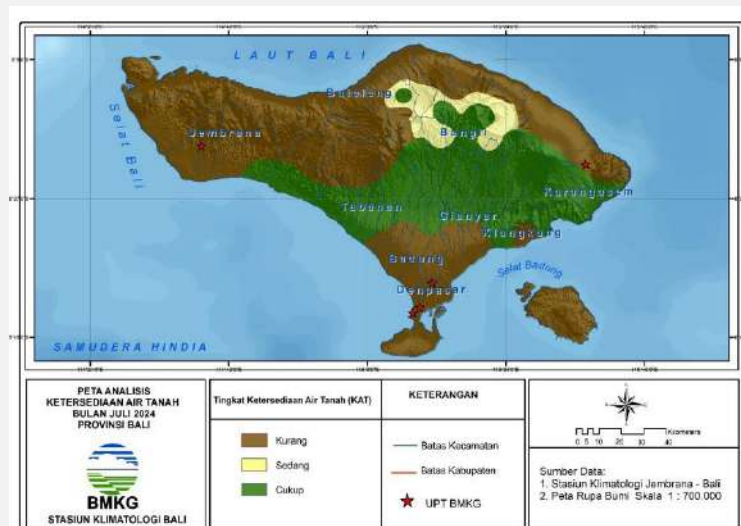 LAUT BALI
Selat Bali
Buleleng
Jembrana
Bangli
Karangasem
Tabanan
Gianyar
Klungkung
Badung
Selat Badung
Denpasar
SAMUDERA HINDIA
PETA ANALISIS
KETERSEDIAAN AIR TANAH
BULAN JULI 2024
PROVINSI BALI
BMKG
STASIUN KLIMATOLOGI BALI
Tingkat Ketersediaan Air Tanah (KAT)
Kurang
Sedang
Cukup
KETERANGAN
Batas Kecamatan
Batas Kabupaten
UPT BMKG
0 5 10 20 30 40
Kilometers
Sumber Data:
1. Stasiun Klimatologi Jembrana - Bali
2. Peta Rupa Bumi Skala 1 : 700.000